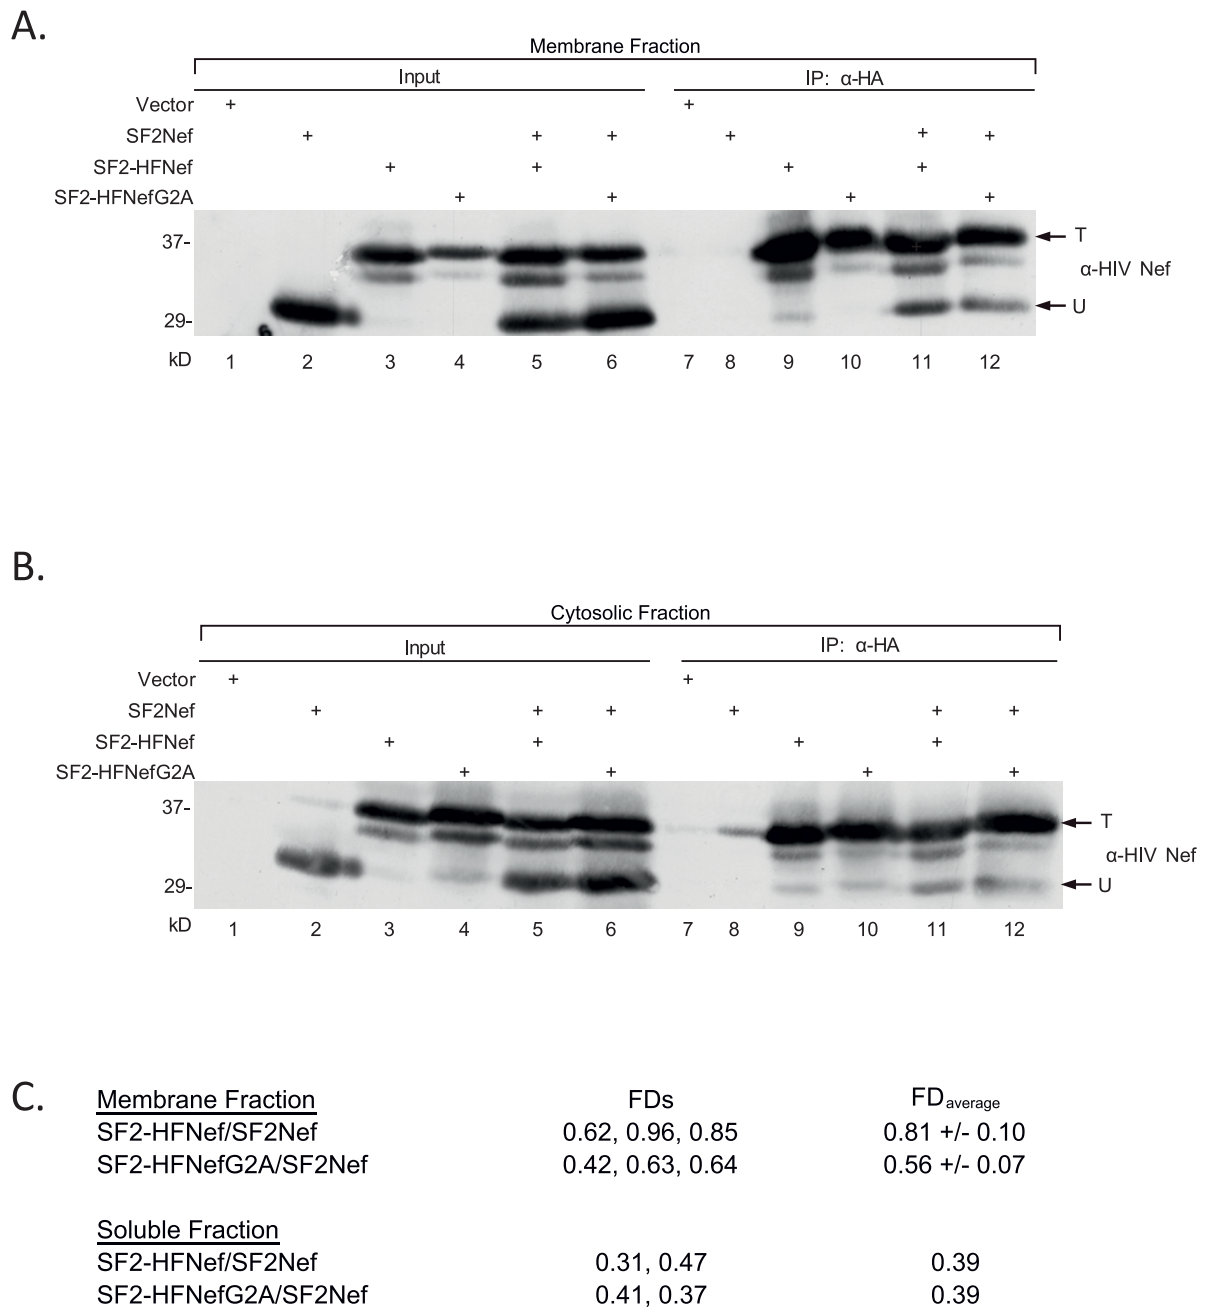 A.
Membrane Fraction
Input IP: α-HA
Vector + +
SF2Nef + + + + + +
SF2-HFNef + + + +
SF2-HFNefG2A + + + +
37- T
α-HIV Nef
29- U
kD 1 2 3 4 5 6 7 8 9 10 11 12
B.
Cytosolic Fraction
Input IP: α-HA
Vector + +
SF2Nef + + + + + +
SF2-HFNef + + + +
SF2-HFNefG2A + + + +
37- T
α-HIV Nef
29- U
kD 1 2 3 4 5 6 7 8 9 10 11 12
C.
Membrane Fraction FDs FDaverage
SF2-HFNef/SF2Nef 0.62, 0.96, 0.85 0.81 +/- 0.10
SF2-HFNefG2A/SF2Nef 0.42, 0.63, 0.64 0.56 +/- 0.07
Soluble Fraction
SF2-HFNef/SF2Nef 0.31, 0.47 0.39
SF2-HFNefG2A/SF2Nef 0.41, 0.37 0.39